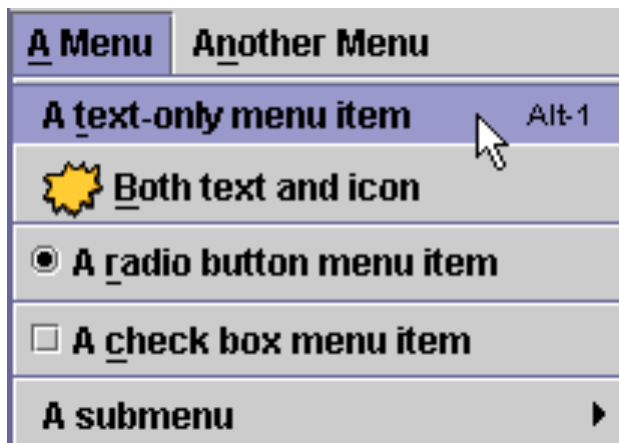 A Menu Another Menu
A text-only menu item Alt-1
Both text and icon
A radio button menu item
A check box menu item
A submenu